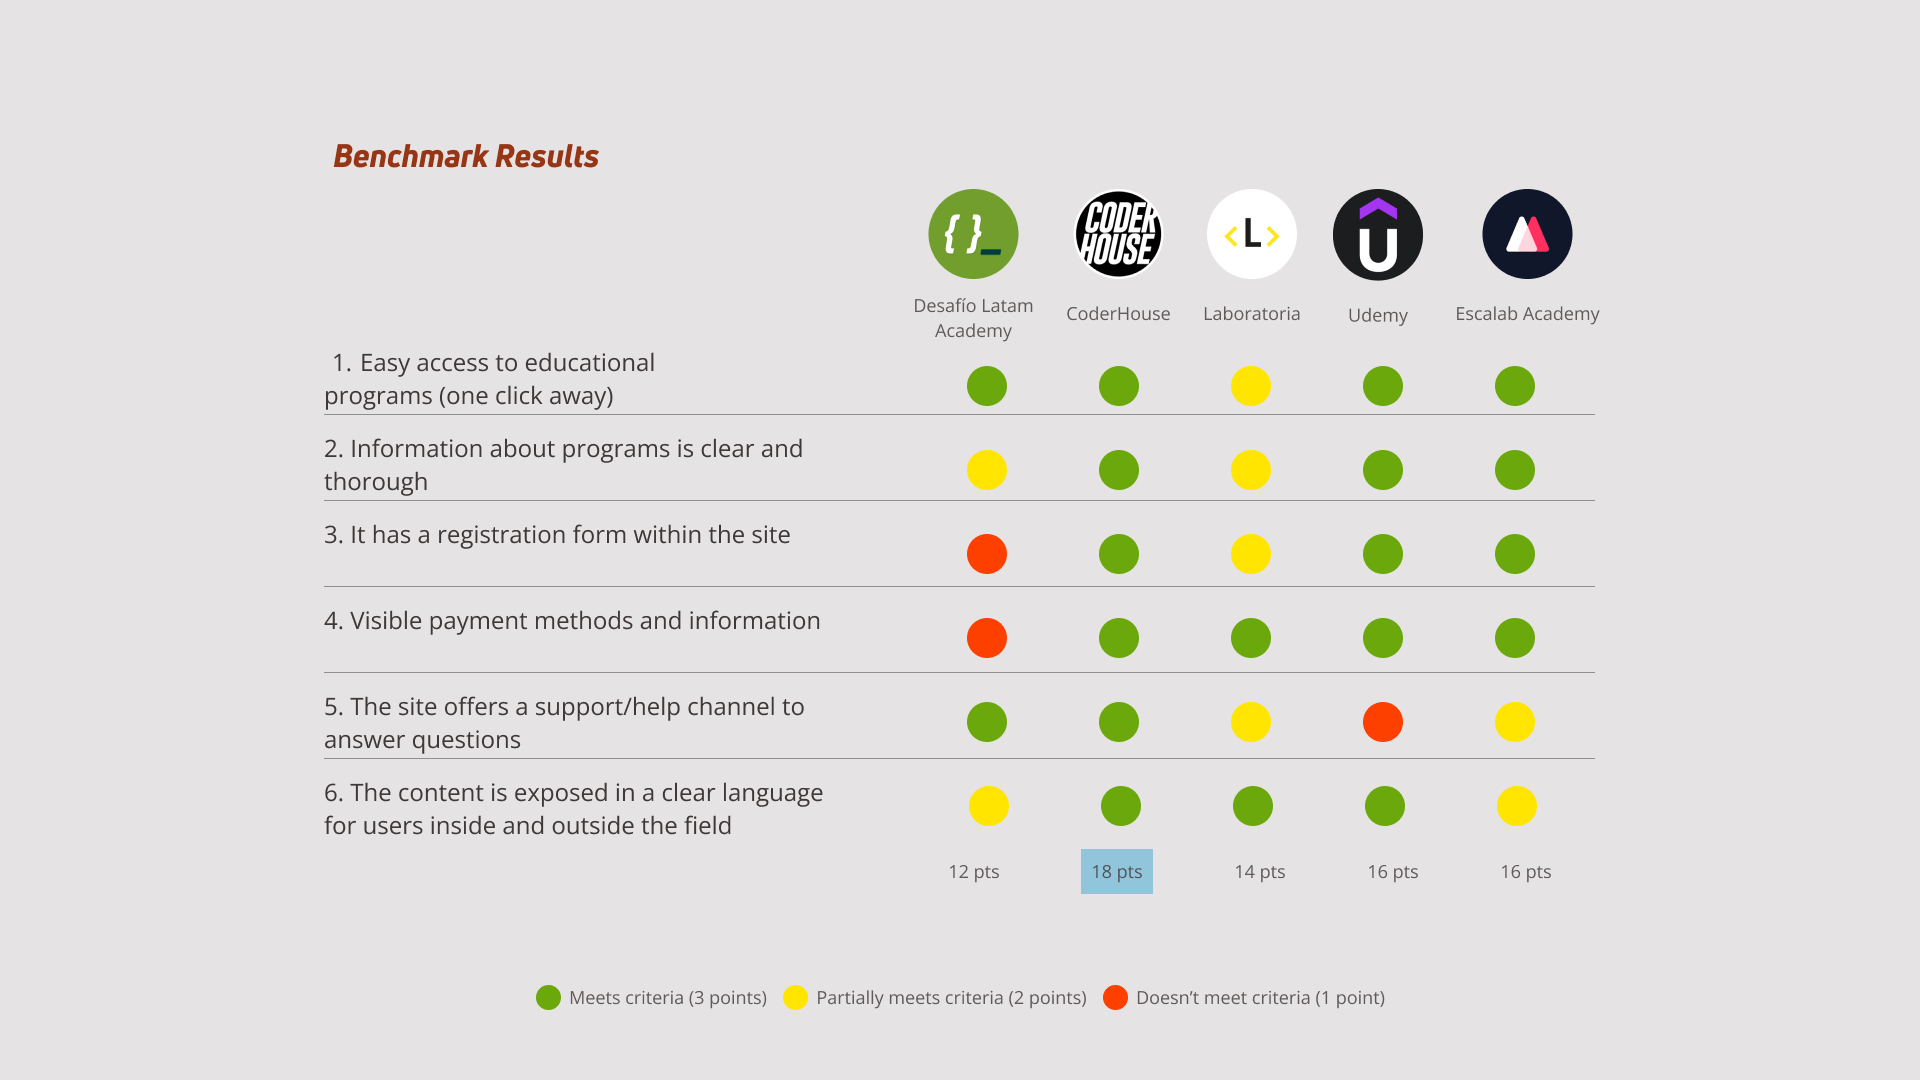 Benchmark Results
{ }_
CODER
HOUSE
<L>
U
Desafío Latam
Academy
CoderHouse
Laboratoria
Udemy
Escalab Academy
1. Easy access to educational
programs (one click away)
2. Information about programs is clear and
thorough
3. It has a registration form within the site
4. Visible payment methods and information
5. The site offers a support/help channel to
answer questions
6. The content is exposed in a clear language
for users inside and outside the field
12 pts
18 pts
14 pts
16 pts
16 pts
Meets criteria (3 points)
Partially meets criteria (2 points)
Doesn’t meet criteria (1 point)